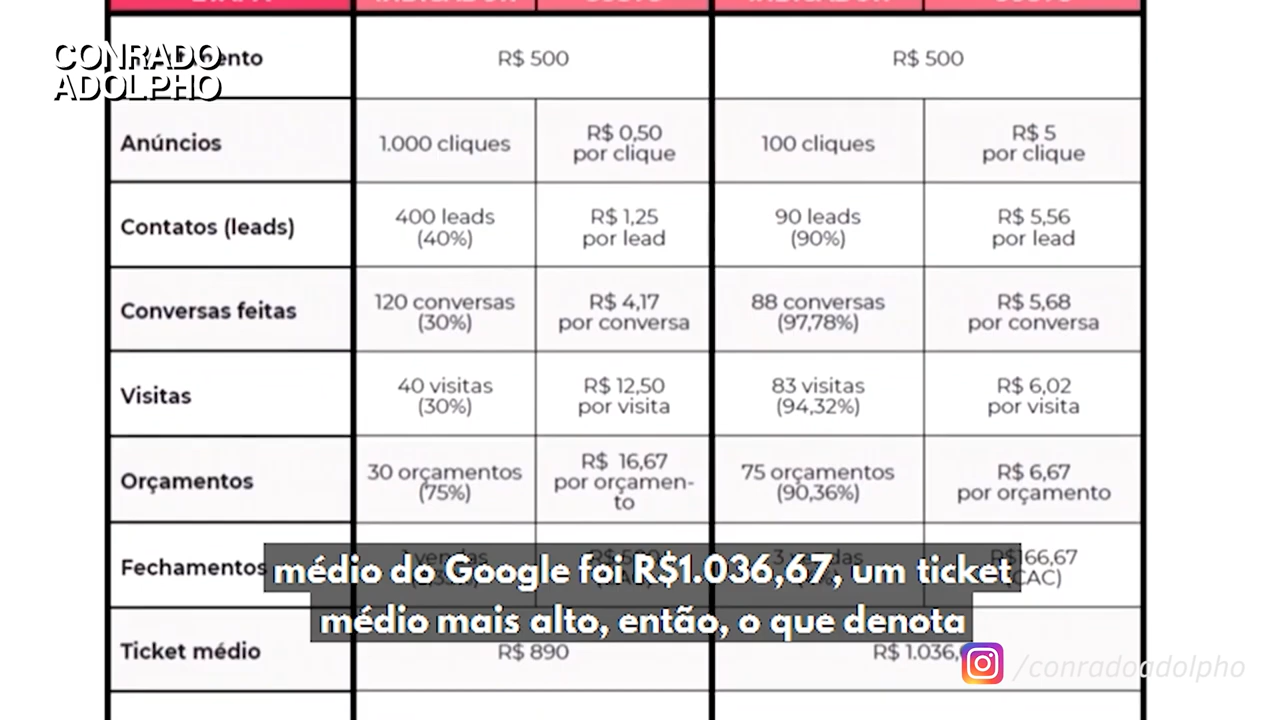 CONRADO
ADOLPHO
R$ 500
R$ 500
Anúncios
1.000 cliques
R$ 0,50
por clique
100 cliques
R$ 5
por clique
Contatos (leads)
400 leads
(40%)
R$ 1,25
por lead
90 leads
(90%)
R$ 5,56
por lead
Conversas feitas
120 conversas
(30%)
R$ 4,17
por conversa
88 conversas
(97,78%)
R$ 5,68
por conversa
Visitas
40 visitas
(30%)
R$ 12,50
por visita
83 visitas
(94,32%)
R$ 6,02
por visita
Orçamentos
30 orçamentos
(75%)
R$ 16,67
por orçamen-
to
75 orçamentos
(90,36%)
R$ 6,67
por orçamento
Fechamentos
médio do Google foi R$1.036,67, um ticket
médio mais alto, então, o que denota
Ticket médio
R$ 890
/conradoadolpho